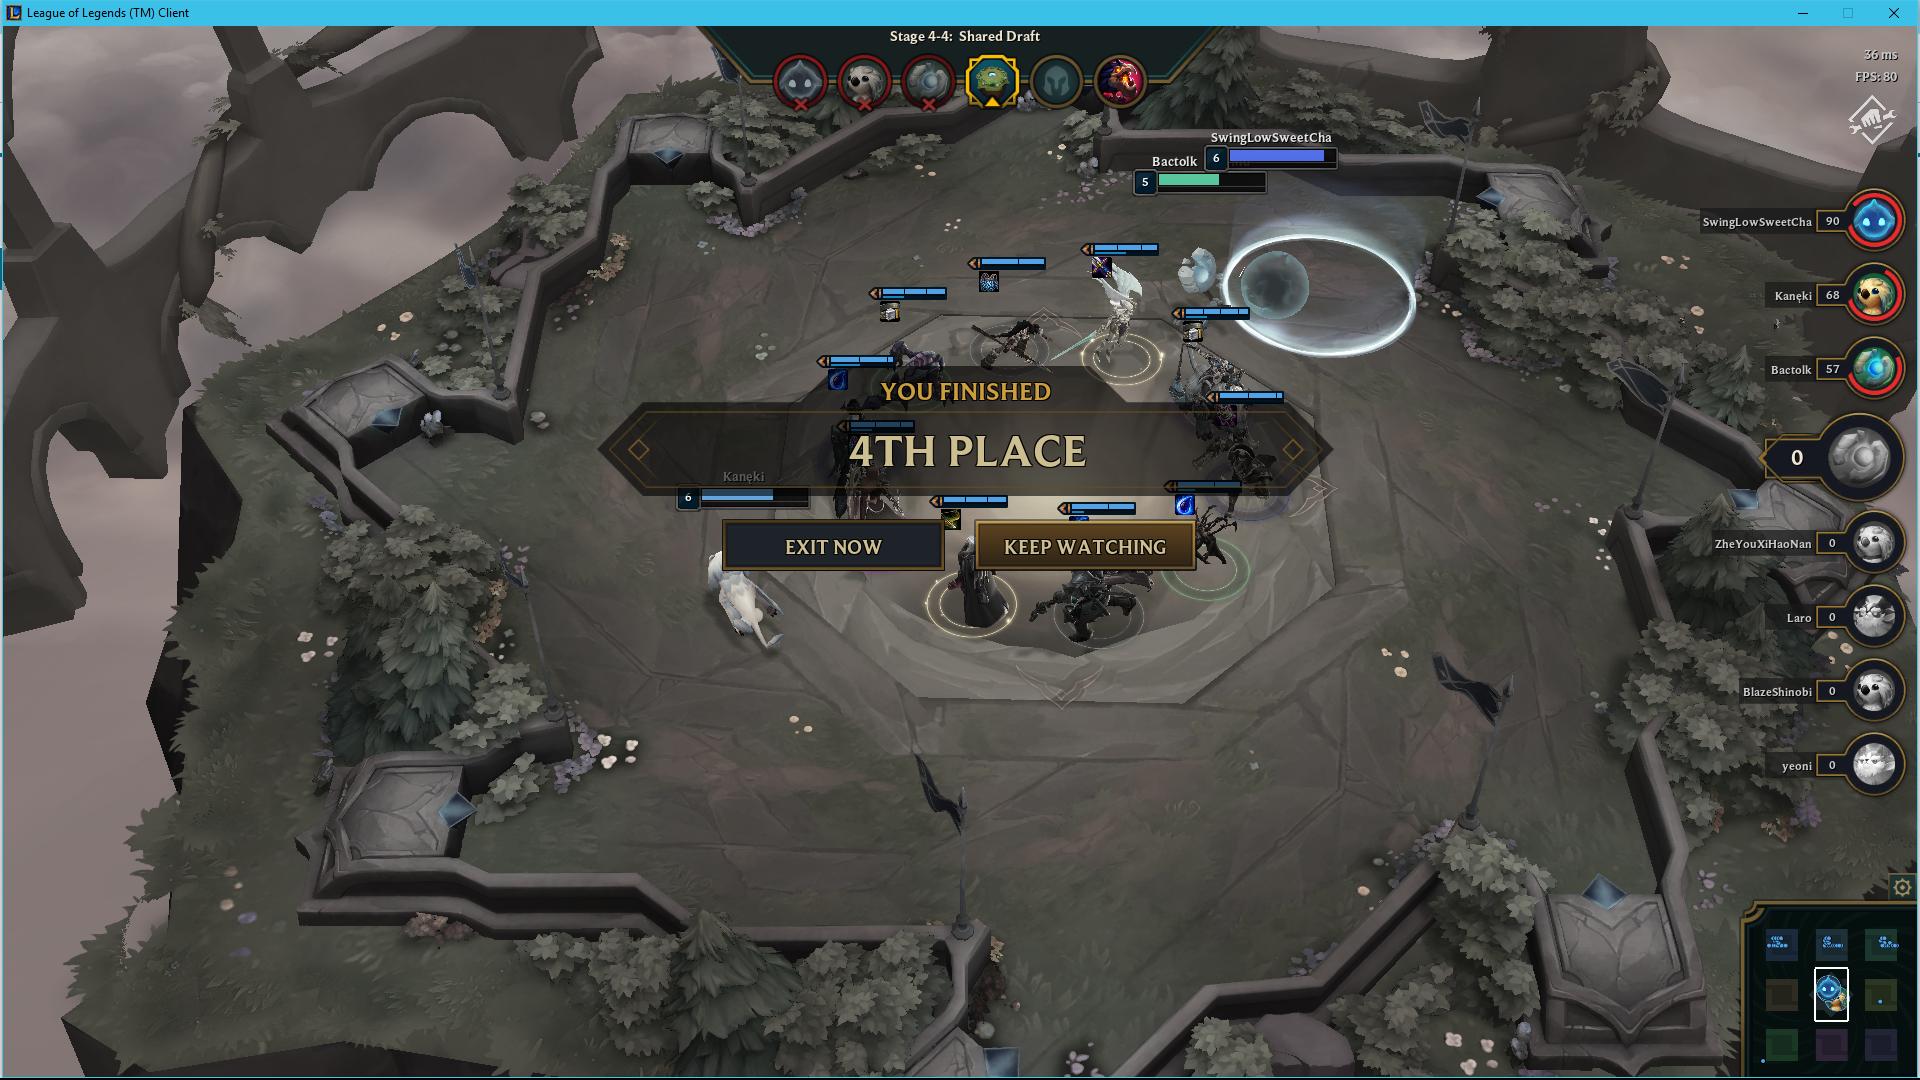 League of Legends (TM) Client
Stage 4-4: Shared Draft
36 ms
FPS: 80
SwingLowSweetCha
6
Bactolk
5
SwingLowSweetCha 90
Kanęki 68
Bactolk 57
YOU FINISHED
4TH PLACE
0
Kanęki
6
EXIT NOW
KEEP WATCHING
ZheYouXiHaoNan 0
Laro 0
BlazeShinobi 0
yeoni 0